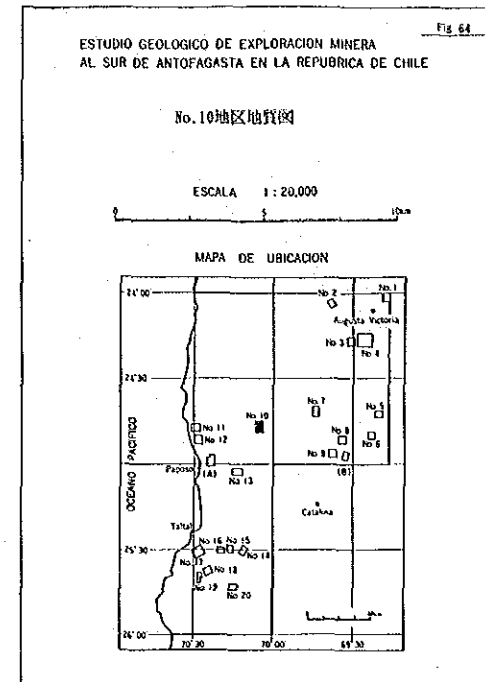 Fig 64
ESTUDIO GEOLOGICO DE EXPLORACION MINERA
AL SUR DE ANTOFAGASTA EN LA REPUBRICA DE CHILE
No.10地区地質図
ESCALA 1:20,000
0 5 10km
MAPA DE UBICACION
24°00'
No 2
No.1
Augusta Victoria
No 3
No 4
24°30'
No 7
No 5
No 11
No 10
No 12
No 8
No 6
No 9
Paposo
(A)
No 13
(B)
OCEANO PACIFICO
Catalina
Taltal
No 16
No 15
25°30'
No 14
No 17
No 18
No 19
No 20
26°00'
70°30'
70°00'
69°30'